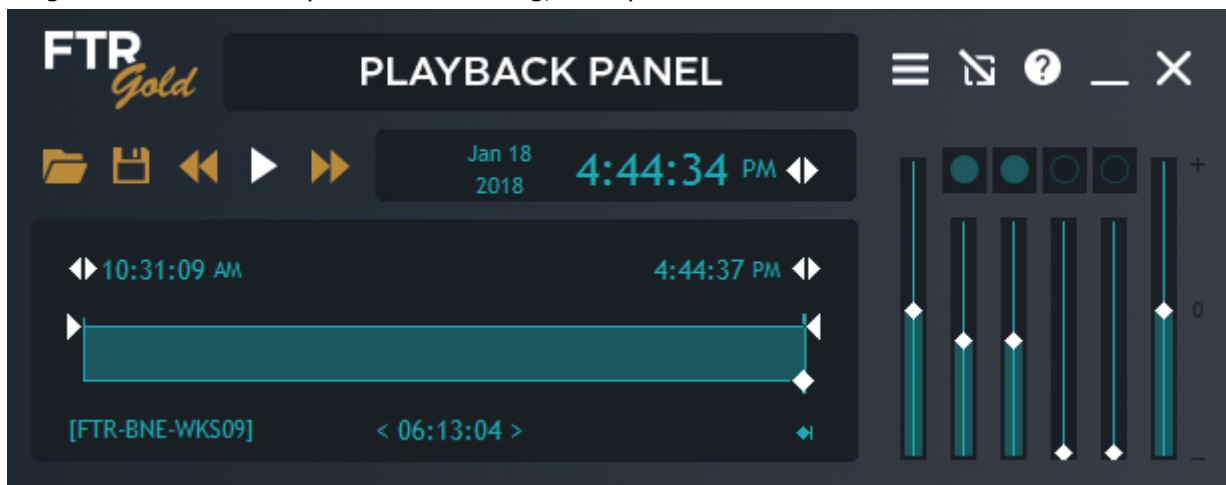 FTR
Gold
PLAYBACK PANEL
?
Jan 18
2018
4:44:34 PM
10:31:09 AM
4:44:37 PM
+
0
–
[FTR-BNE-WKS09]
< 06:13:04 >